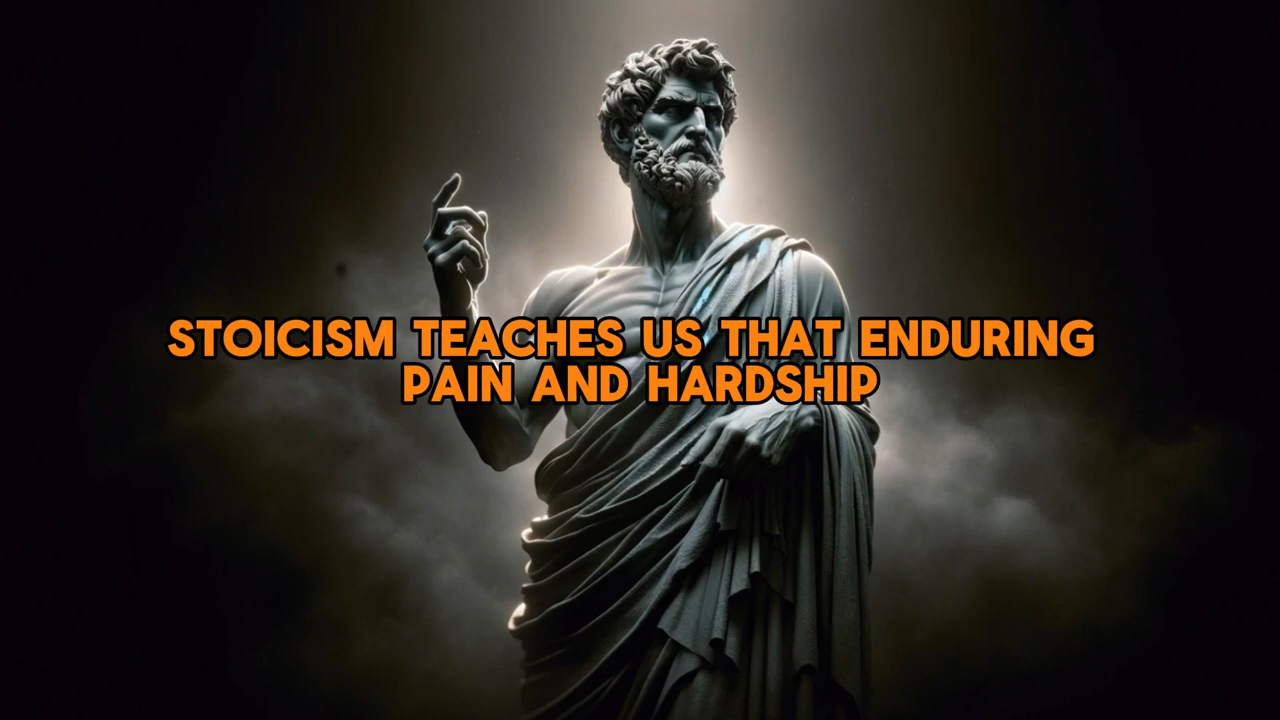 STOICISM TEACHES US THAT ENDURING
PAIN AND HARDSHIP